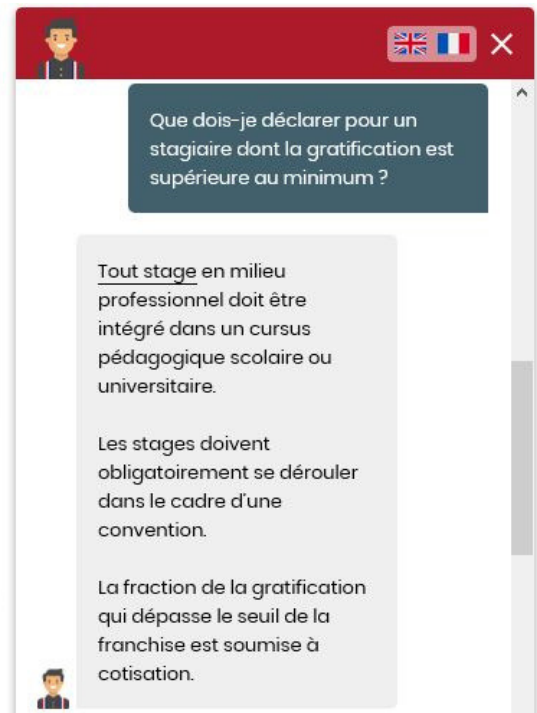 Que dois-je déclarer pour un
stagiaire dont la gratification est
supérieure au minimum ?
Tout stage en milieu
professionnel doit être
intégré dans un cursus
pédagogique scolaire ou
universitaire.
Les stages doivent
obligatoirement se dérouler
dans le cadre d'une
convention.
La fraction de la gratification
qui dépasse le seuil de la
franchise est soumise à
cotisation.